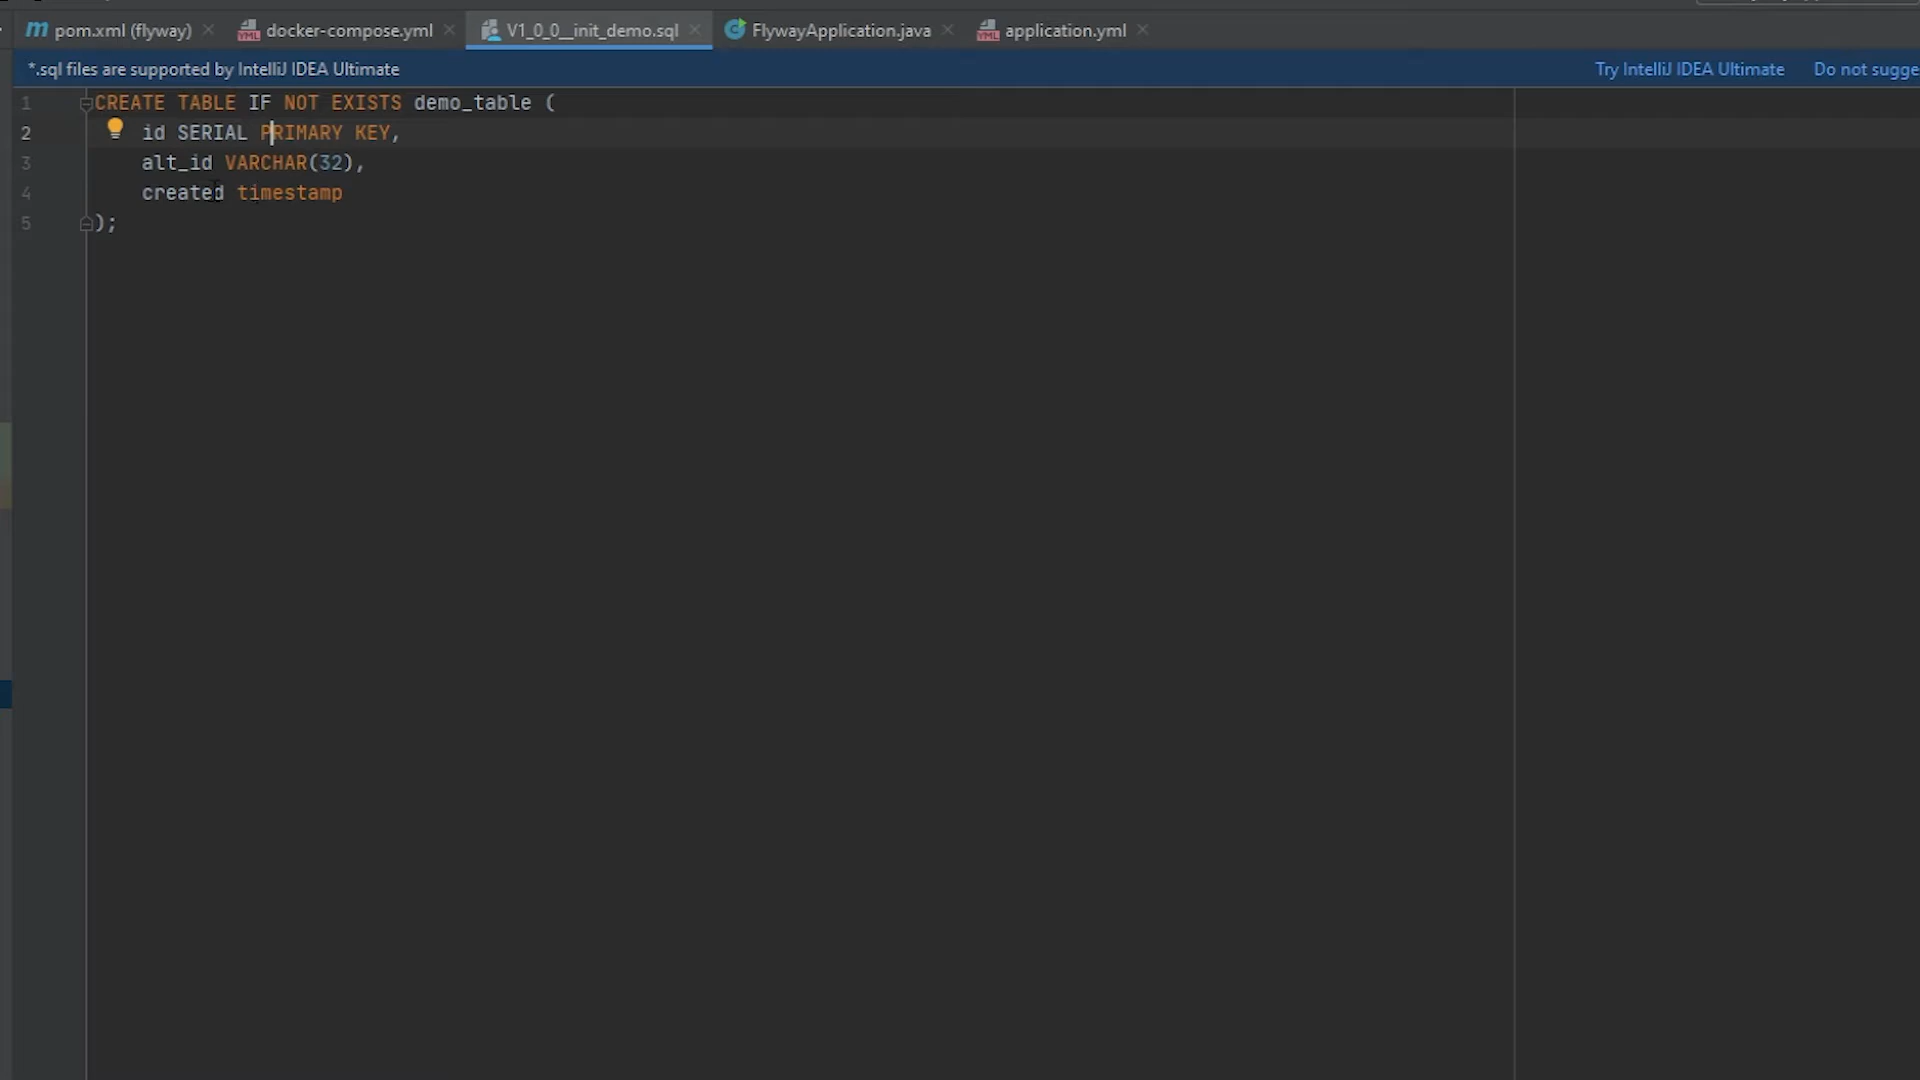 pom.xml (flyway)
docker-compose.yml
V1_0_0__init_demo.sql
FlywayApplication.java
application.yml
*.sql files are supported by IntelliJ IDEA Ultimate
Try IntelliJ IDEA Ultimate
Do not sugge
1 CREATE TABLE IF NOT EXISTS demo_table (
2 id SERIAL PRIMARY KEY,
3 alt_id VARCHAR(32),
4 created timestamp
5 );